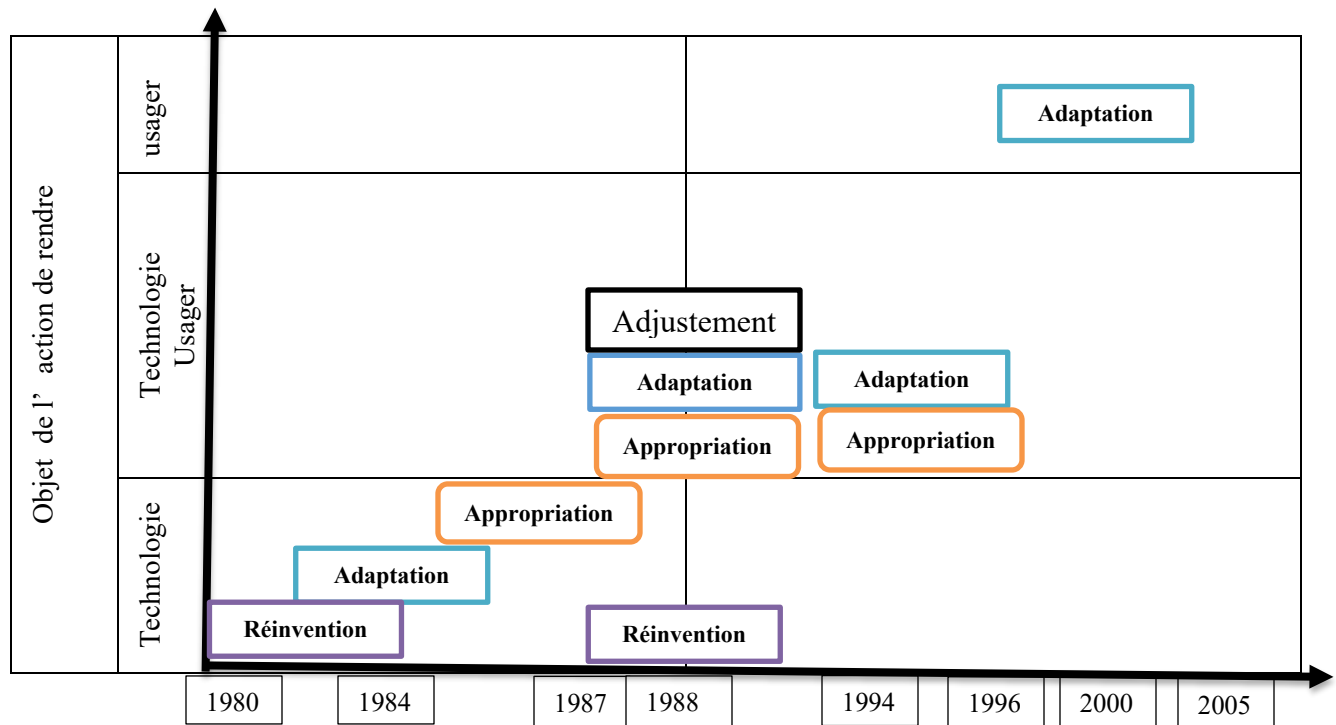 Objet de l’ action de rendre
usager
Adaptation
Technologie
Usager
Adjustement
Adaptation
Adaptation
Appropriation
Appropriation
Technologie
Appropriation
Adaptation
Réinvention
Réinvention
1980
1984
1987
1988
1994
1996
2000
2005